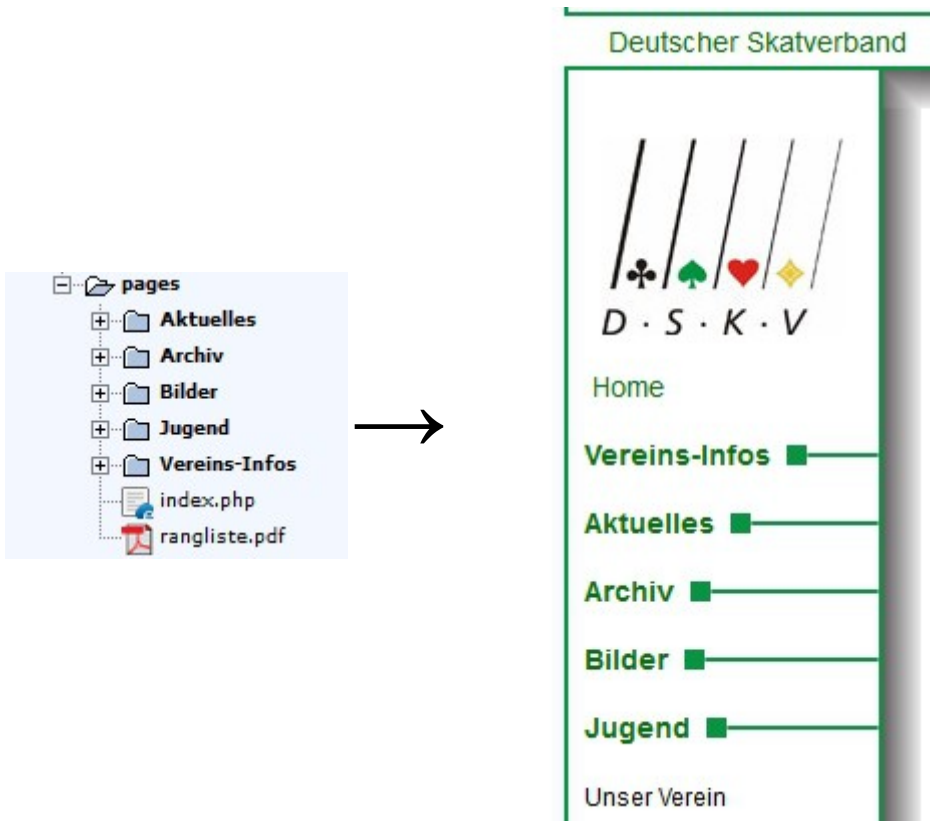 pages
Aktuelles
Archiv
Bilder
Jugend
Vereins-Infos
index.php
rangliste.pdf
Deutscher Skatverband
D · S · K · V
Home
Vereins-Infos
Aktuelles
Archiv
Bilder
Jugend
Unser Verein